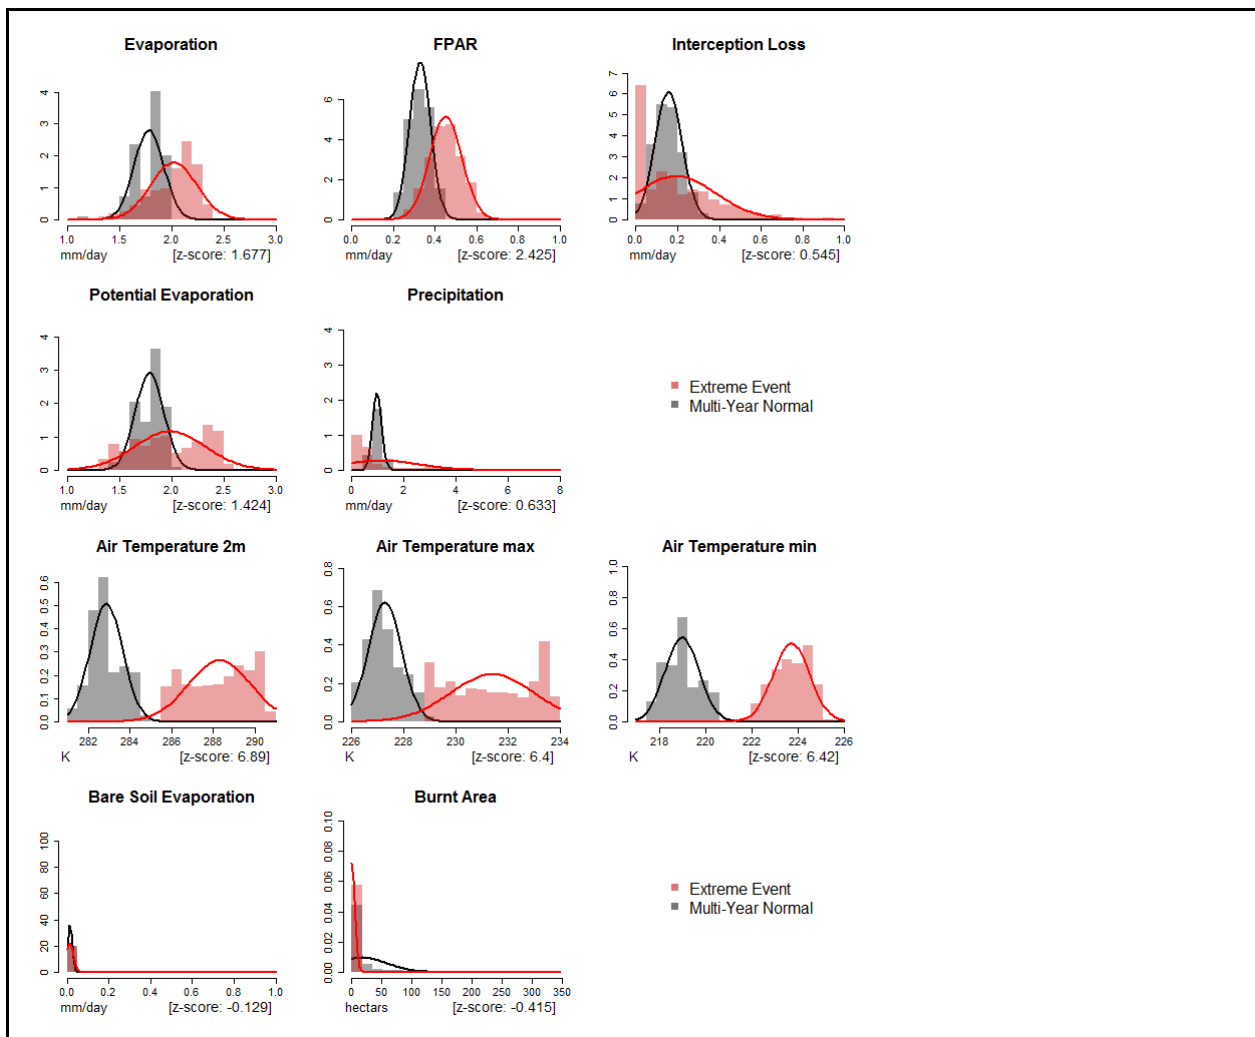 Evaporation
FPAR
Interception Loss
0 1 2 3 4
1.0 1.5 2.0 2.5 3.0
mm/day [z-score: 1.677]
0 2 4 6
0.0 0.2 0.4 0.6 0.8 1.0
[z-score: 2.425]
0 1 2 3 4 5 6 7
0.0 0.2 0.4 0.6 0.8 1.0
mm/day [z-score: 0.545]
Potential Evaporation
Precipitation
0 1 2 3 4
1.0 1.5 2.0 2.5 3.0
mm/day [z-score: 1.424]
0 1 2 3 4
0 2 4 6 8
mm/day [z-score: 0.633]
Extreme Event
Multi-Year Normal
Air Temperature 2m
Air Temperature max
Air Temperature min
0.0 0.1 0.2 0.3 0.4 0.5 0.6
282 284 286 288 290
K [z-score: 6.89]
0.0 0.2 0.4 0.6 0.8
226 228 230 232 234
K [z-score: 6.4]
0.0 0.2 0.4 0.6 0.8 1.0
218 220 222 224 226
K [z-score: 6.42]
Bare Soil Evaporation
Burnt Area
0 20 40 60 80 100
0.0 0.2 0.4 0.6 0.8 1.0
mm/day [z-score: -0.129]
0.00 0.02 0.04 0.06 0.08 0.10
0 50 100 150 200 250 300 350
hectars [z-score: -0.415]
Extreme Event
Multi-Year Normal